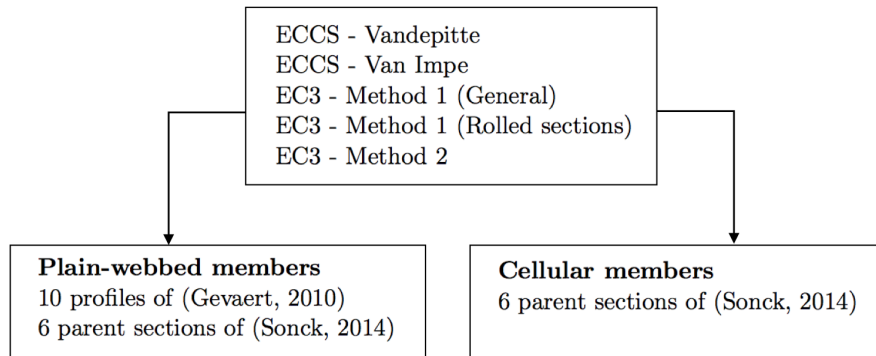 ECCS - Vandepitte
ECCS - Van Impe
EC3 - Method 1 (General)
EC3 - Method 1 (Rolled sections)
EC3 - Method 2
Plain-webbed members
10 profiles of (Gevaert, 2010)
6 parent sections of (Sonck, 2014)
Cellular members
6 parent sections of (Sonck, 2014)